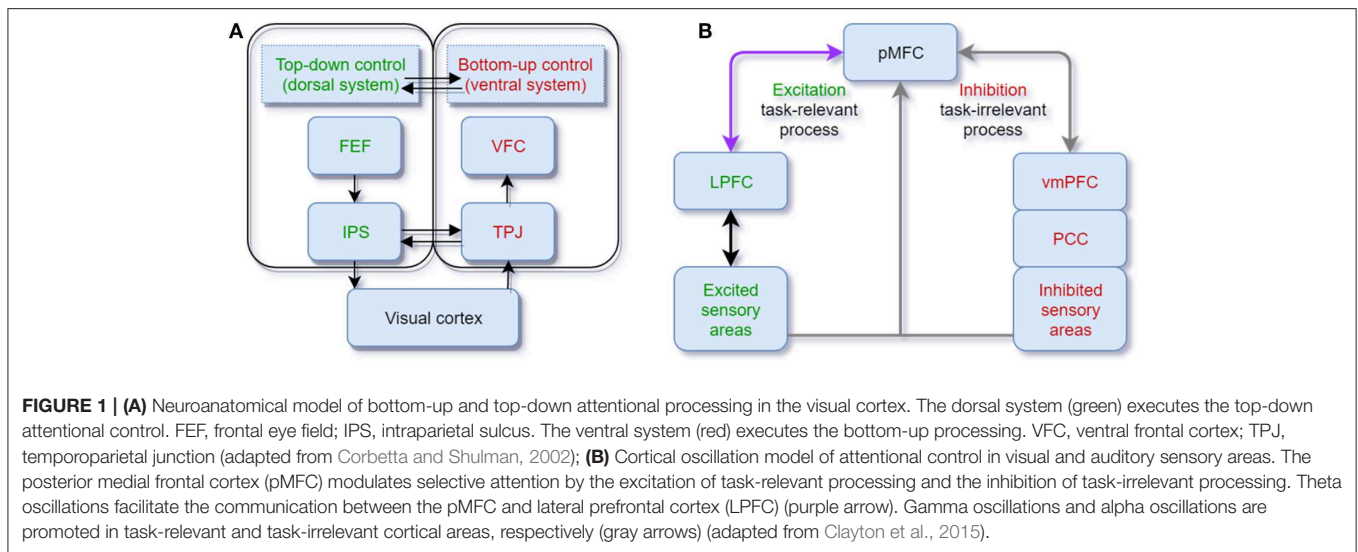 A
Top-down control
(dorsal system)
Bottom-up control
(ventral system)
FEF
VFC
IPS
TPJ
Visual cortex
B
pMFC
Excitation
task-relevant
process
Inhibition
task-irrelevant
process
LPFC
vmPFC
PCC
Excited
sensory
areas
Inhibited
sensory
areas
FIGURE 1 | (A) Neuroanatomical model of bottom-up and top-down attentional processing in the visual cortex. The dorsal system (green) executes the top-down
attentional control. FEF, frontal eye field; IPS, intraparietal sulcus. The ventral system (red) executes the bottom-up processing. VFC, ventral frontal cortex; TPJ,
temporoparietal junction (adapted from Corbetta and Shulman, 2002); (B) Cortical oscillation model of attentional control in visual and auditory sensory areas. The
posterior medial frontal cortex (pMFC) modulates selective attention by the excitation of task-relevant processing and the inhibition of task-irrelevant processing. Theta
oscillations facilitate the communication between the pMFC and lateral prefrontal cortex (LPFC) (purple arrow). Gamma oscillations and alpha oscillations are
promoted in task-relevant and task-irrelevant cortical areas, respectively (gray arrows) (adapted from Clayton et al., 2015).